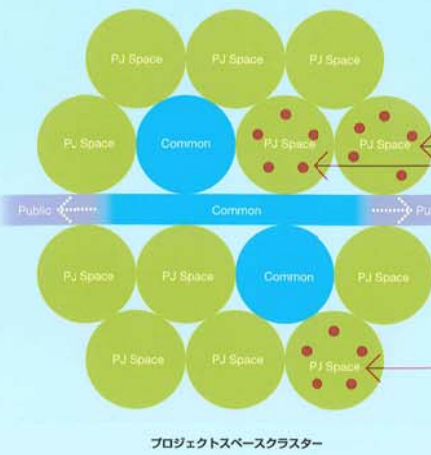 PJ Space PJ Space PJ Space
PJ Space Common PJ Space PJ Space
Public Common Pu
PJ Space PJ Space Common PJ Space
PJ Space PJ Space PJ Space
プロジェクトスペースクラスター